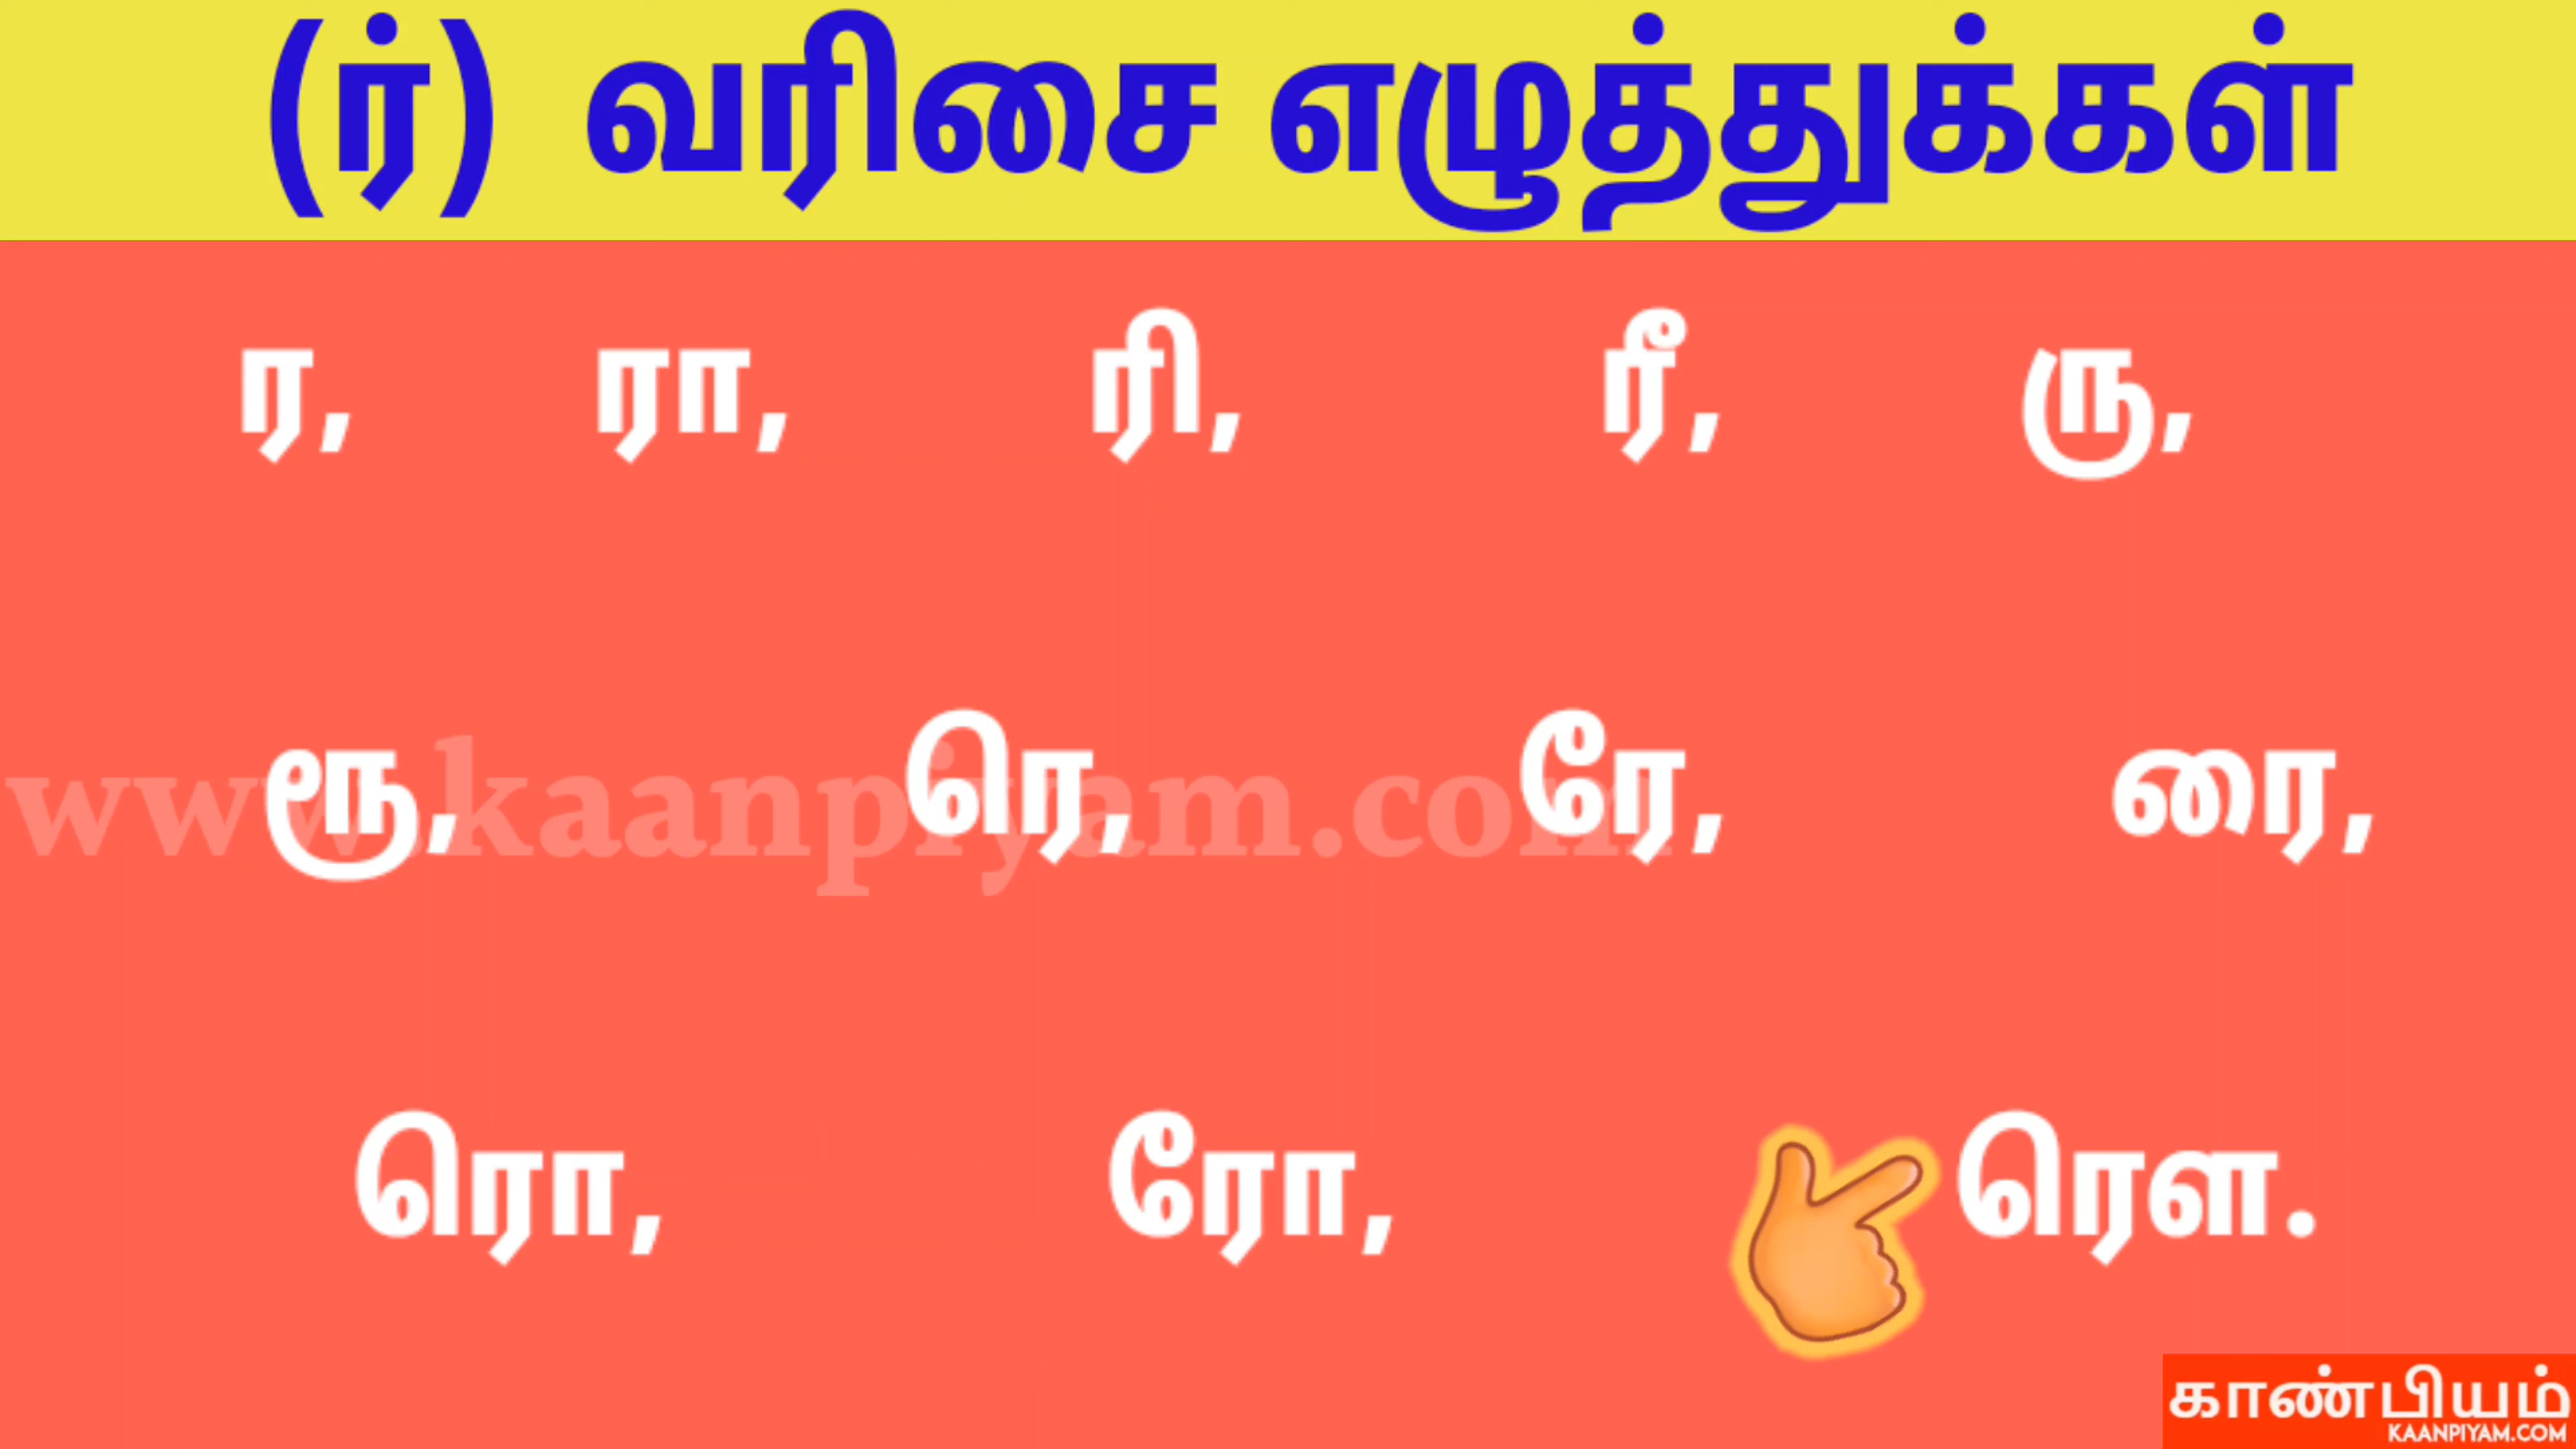 (ர்) வரிசை எழுத்துக்கள்
ர, ரா, ரி, ரீ, ரு,
ரூ, ரெ, ரே, ரை,
www.kaanpiyam.com
ரொ, ரோ, ரௌ.
காண்பியம்
KAANPIYAM.COM